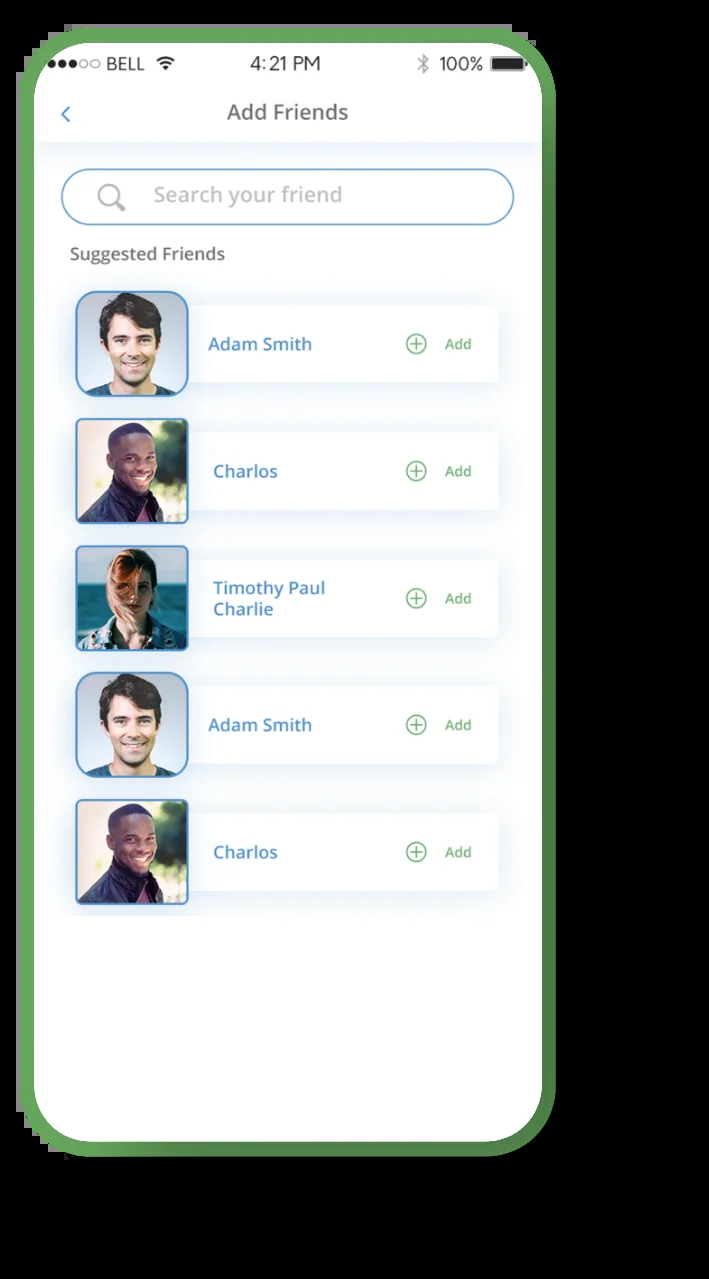 BELL 4:21 PM 100%
Add Friends
Search your friend
Suggested Friends
Adam Smith Add
Charlos Add
Timothy Paul
Charlie Add
Adam Smith Add
Charlos Add